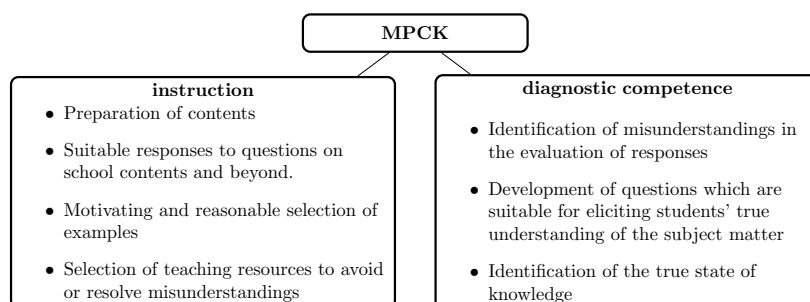 MPCK
instruction
• Preparation of contents
• Suitable responses to questions on
school contents and beyond.
• Motivating and reasonable selection of
examples
• Selection of teaching resources to avoid
or resolve misunderstandings
diagnostic competence
• Identification of misunderstandings in
the evaluation of responses
• Development of questions which are
suitable for eliciting students' true
understanding of the subject matter
• Identification of the true state of
knowledge